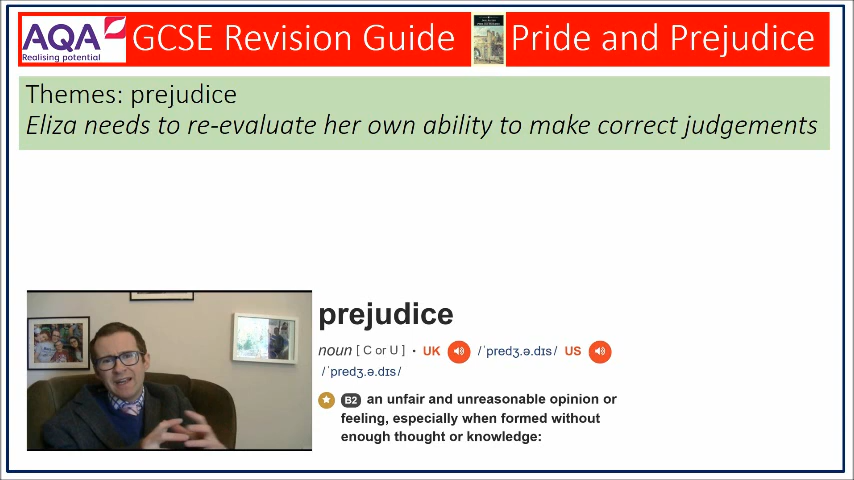 AQA GCSE Revision Guide Pride and Prejudice
Realising potential
Themes: prejudice
Eliza needs to re-evaluate her own ability to make correct judgements
prejudice
noun [ C or U ] · UK /ˈpredʒ.ə.dɪs/ US
/ˈpredʒ.ə.dɪs/
B2 an unfair and unreasonable opinion or
feeling, especially when formed without
enough thought or knowledge: